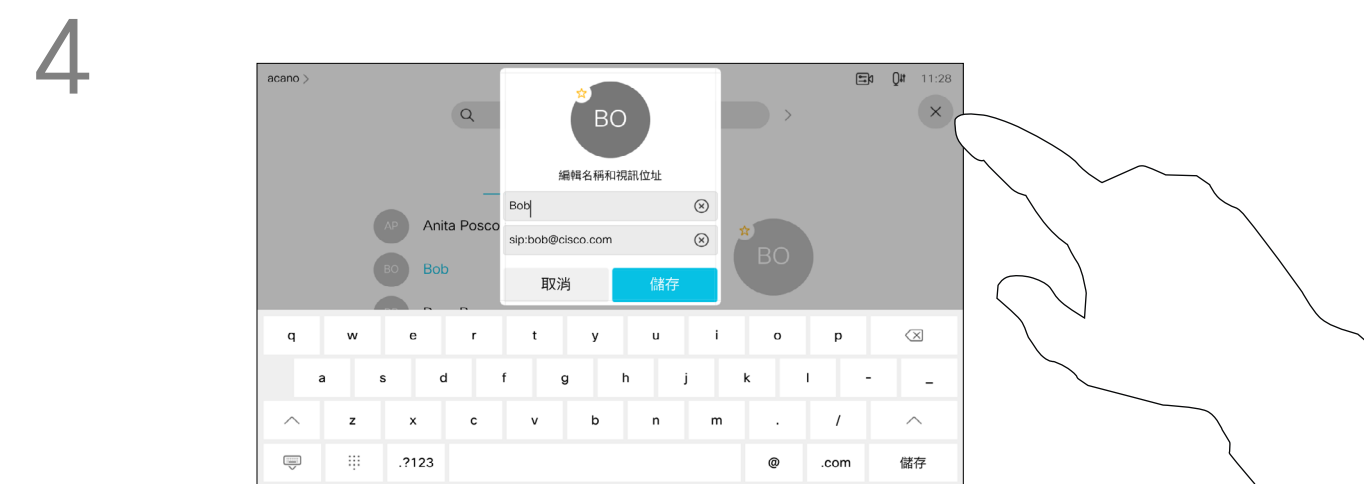 4
acano
11:28
BO
編輯名稱和視訊位址
Bob
sip:bob@cisco.com
取消 儲存
AP Anita Posco
BO Bob
BO
q w e r t y u i o p
a s d f g h j k l - _
z x c v b n m . /
.?123 @ .com 儲存